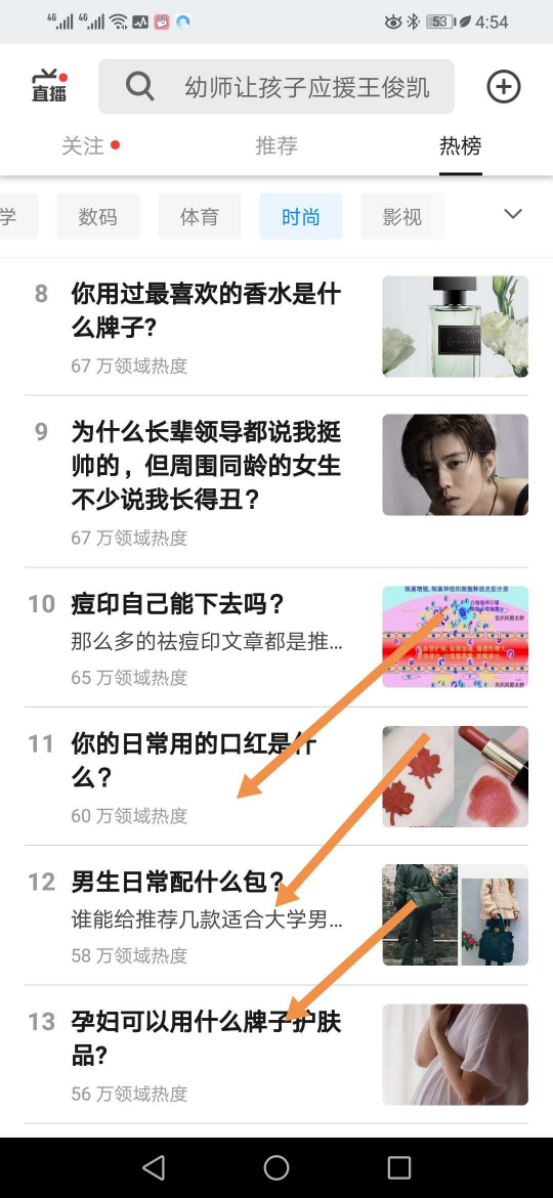 4G 4G 53 4:54
直播
幼师让孩子应援王俊凯
关注 推荐 热榜
学 数码 体育 时尚 影视
8 你用过最喜欢的香水是什
么牌子?
67 万领域热度
9 为什么长辈领导都说我挺
帅的，但周围同龄的女生
不少说我长得丑？
67 万领域热度
10 痘印自己能下去吗？
那么多的祛痘印文章都是推...
65 万领域热度
11 你的日常用的口红是什
么？
60 万领域热度
12 男生日常配什么包？
谁能给推荐几款适合大学男...
58 万领域热度
13 孕妇可以用什么牌子护肤
品?
56 万领域热度